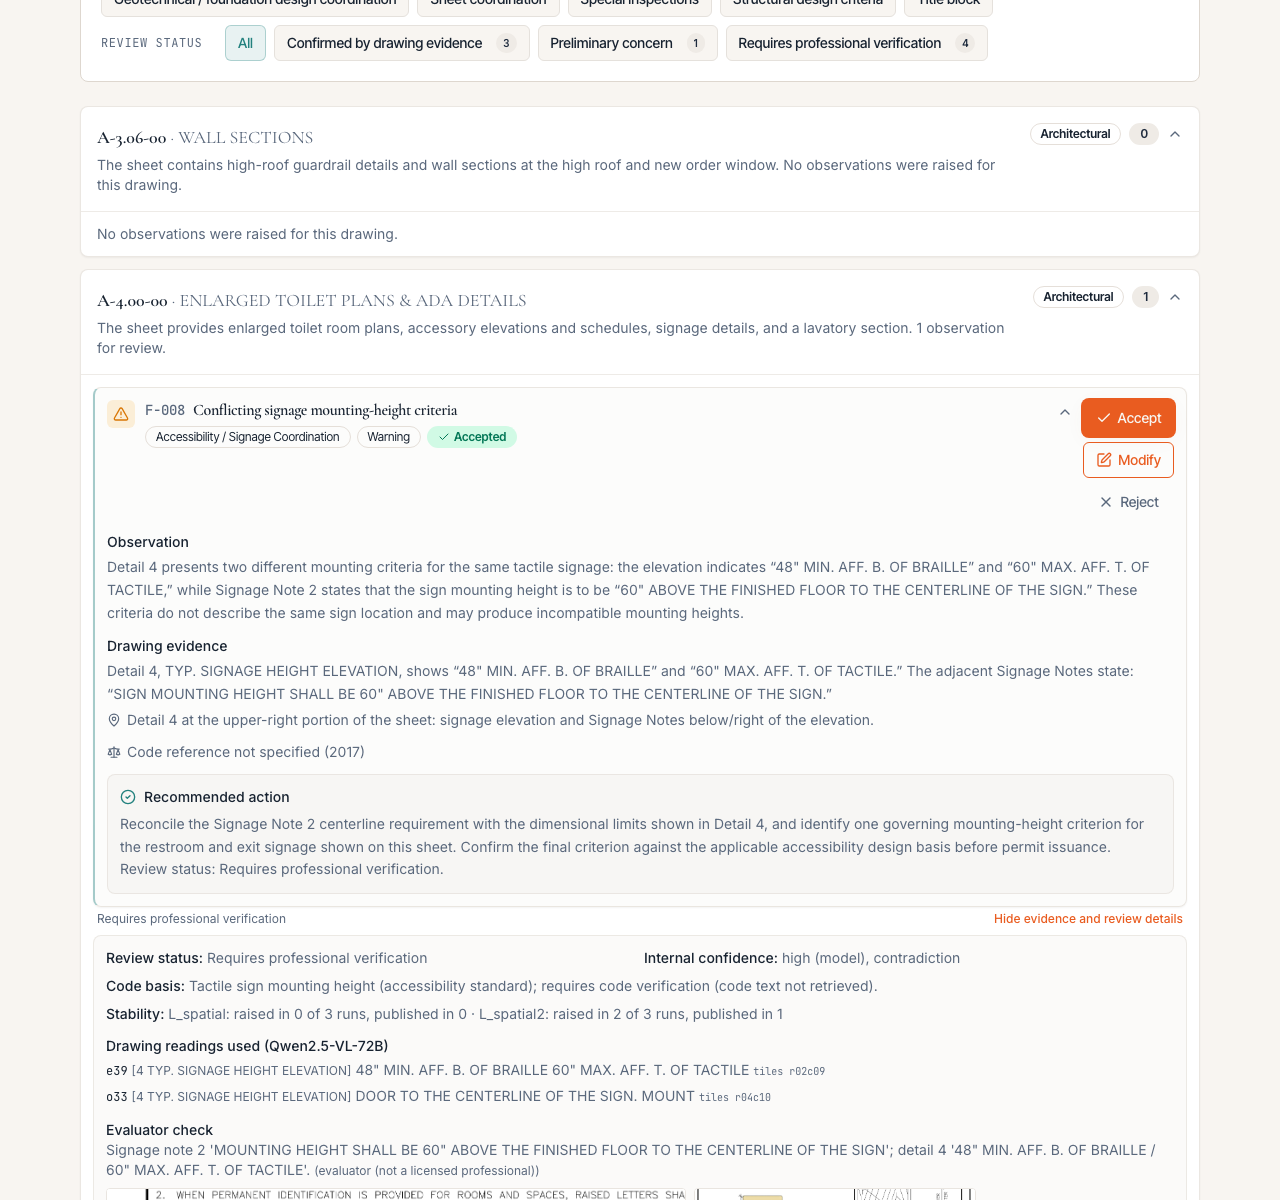 Geotechnical / foundation design coordination Sheet coordination Special inspections Structural design criteria Title block
REVIEW STATUS All Confirmed by drawing evidence 3 Preliminary concern 1 Requires professional verification 4
A-3.06-00 · WALL SECTIONS Architectural 0
The sheet contains high-roof guardrail details and wall sections at the high roof and new order window. No observations were raised for
this drawing.
No observations were raised for this drawing.
A-4.00-00 · ENLARGED TOILET PLANS & ADA DETAILS Architectural 1
The sheet provides enlarged toilet room plans, accessory elevations and schedules, signage details, and a lavatory section. 1 observation
for review.
F-008 Conflicting signage mounting-height criteria Accept
Accessibility / Signage Coordination Warning Accepted
Modify
Reject
Observation
Detail 4 presents two different mounting criteria for the same tactile signage: the elevation indicates “48" MIN. AFF. B. OF BRAILLE” and “60" MAX. AFF. T. OF
TACTILE,” while Signage Note 2 states that the sign mounting height is to be “60" ABOVE THE FINISHED FLOOR TO THE CENTERLINE OF THE SIGN.” These
criteria do not describe the same sign location and may produce incompatible mounting heights.
Drawing evidence
Detail 4, TYP. SIGNAGE HEIGHT ELEVATION, shows “48" MIN. AFF. B. OF BRAILLE” and “60" MAX. AFF. T. OF TACTILE.” The adjacent Signage Notes state:
“SIGN MOUNTING HEIGHT SHALL BE 60" ABOVE THE FINISHED FLOOR TO THE CENTERLINE OF THE SIGN.”
Detail 4 at the upper-right portion of the sheet: signage elevation and Signage Notes below/right of the elevation.
Code reference not specified (2017)
Recommended action
Reconcile the Signage Note 2 centerline requirement with the dimensional limits shown in Detail 4, and identify one governing mounting-height criterion for
the restroom and exit signage shown on this sheet. Confirm the final criterion against the applicable accessibility design basis before permit issuance.
Review status: Requires professional verification.
Requires professional verification Hide evidence and review details
Review status: Requires professional verification Internal confidence: high (model), contradiction
Code basis: Tactile sign mounting height (accessibility standard); requires code verification (code text not retrieved).
Stability: L_spatial: raised in 0 of 3 runs, published in 0 · L_spatial2: raised in 2 of 3 runs, published in 1
Drawing readings used (Qwen2.5-VL-72B)
e39 [4 TYP. SIGNAGE HEIGHT ELEVATION] 48" MIN. AFF. B. OF BRAILLE 60" MAX. AFF. T. OF TACTILE tiles r02c09
o33 [4 TYP. SIGNAGE HEIGHT ELEVATION] DOOR TO THE CENTERLINE OF THE SIGN. MOUNT tiles r04c10
Evaluator check
Signage note 2 'MOUNTING HEIGHT SHALL BE 60" ABOVE THE FINISHED FLOOR TO THE CENTERLINE OF THE SIGN'; detail 4 '48" MIN. AFF. B. OF BRAILLE /
60" MAX. AFF. T. OF TACTILE'. (evaluator (not a licensed professional))
2. WHEN PERMANENT IDENTIFICATION IS PROVIDED FOR ROOMS AND SPACES, RAISED LETTERS SHA